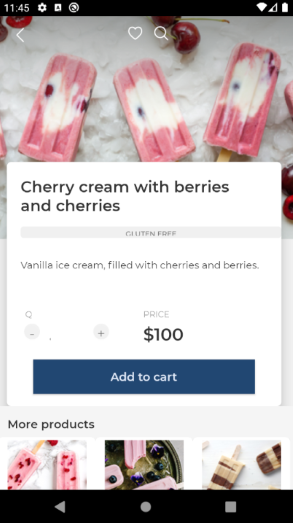 11:45
Cherry cream with berries
and cherries
GLUTEN FREE
Vanilla ice cream, filled with cherries and berries.
Q PRICE
- . + $100
Add to cart
More products